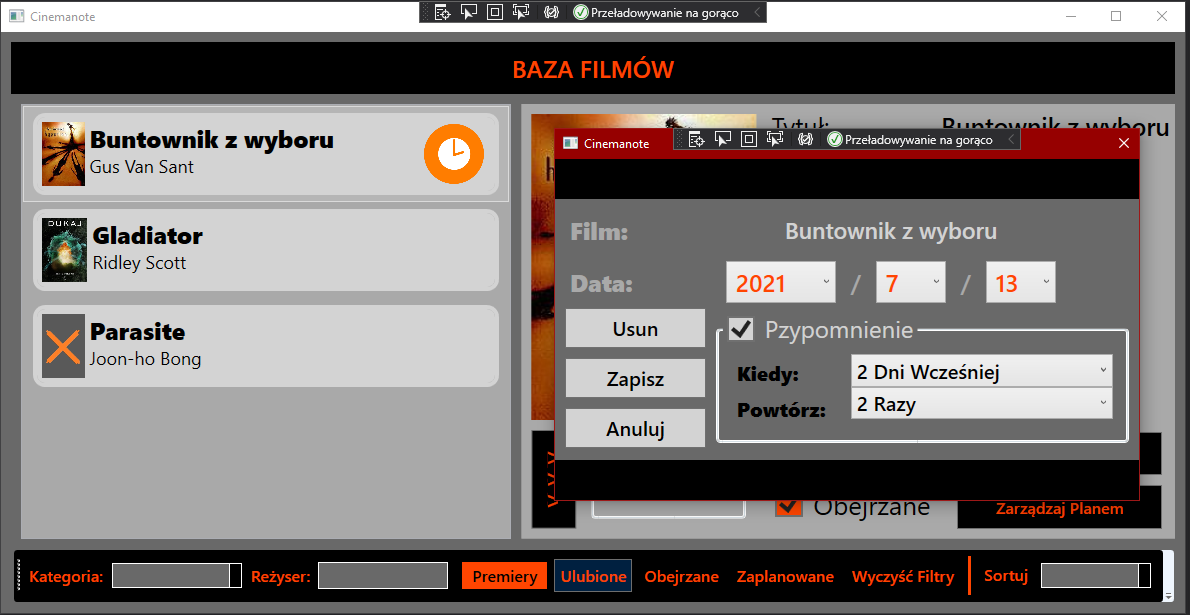 Cinemanote
Przeładowywanie na gorąco
BAZA FILMÓW
Buntownik z wyboru
Gus Van Sant
DUKAJ
Gladiator
Ridley Scott
Parasite
Joon-ho Bong
Tytuł:
Buntownik z wyboru
Cinemanote
Przeładowywanie na gorąco
Film:
Buntownik z wyboru
Data:
2021 / 7 / 13
Usun
Zapisz
Anuluj
Pzypomnienie
Kiedy:
2 Dni Wcześniej
Powtórz:
2 Razy
Obejrzane
Zarządzaj Planem
Kategoria:
Reżyser:
Premiery
Ulubione
Obejrzane
Zaplanowane
Wyczyść Filtry
Sortuj